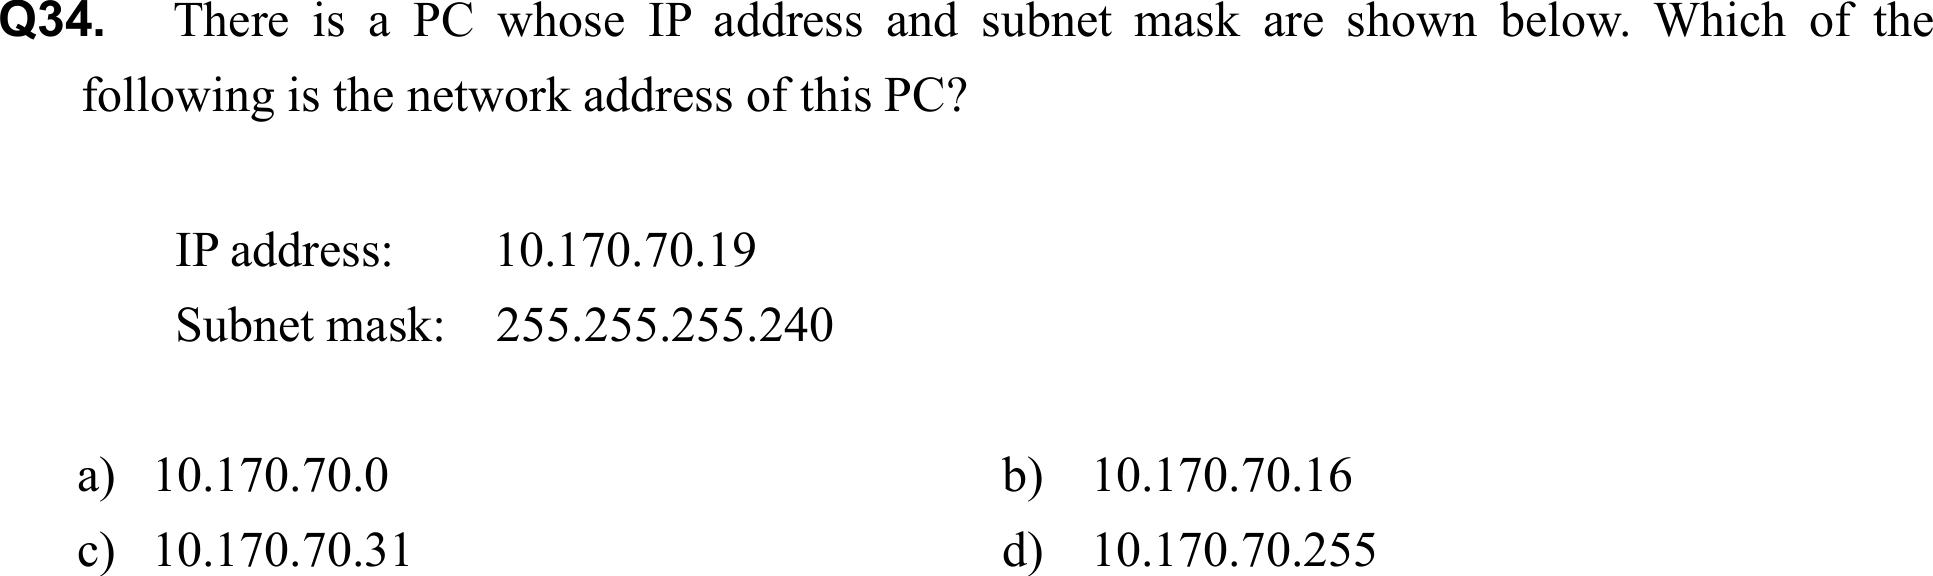 Q34. There is a PC whose IP address and subnet mask are shown below. Which of the
following is the network address of this PC?
IP address: 10.170.70.19
Subnet mask: 255.255.255.240
a) 10.170.70.0 b) 10.170.70.16
c) 10.170.70.31 d) 10.170.70.255